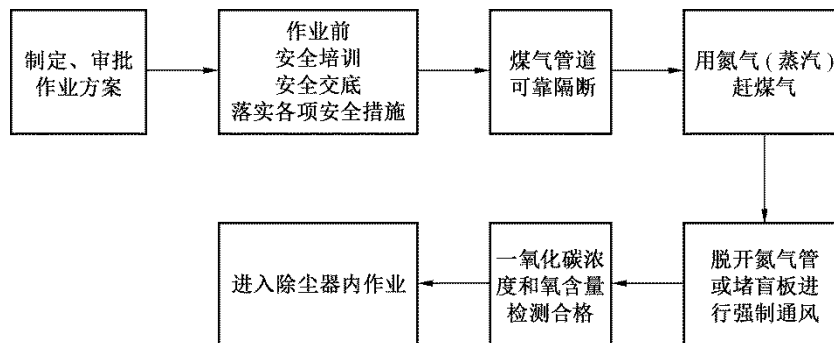 制定、审批
作业方案
作业前
安全培训
安全交底
落实各项安全措施
煤气管道
可靠隔断
用氮气(蒸汽)
赶煤气
脱开氮气管
或堵盲板进
行强制通风
一氧化碳浓
度和氧含量
检测合格
进入除尘器内作业